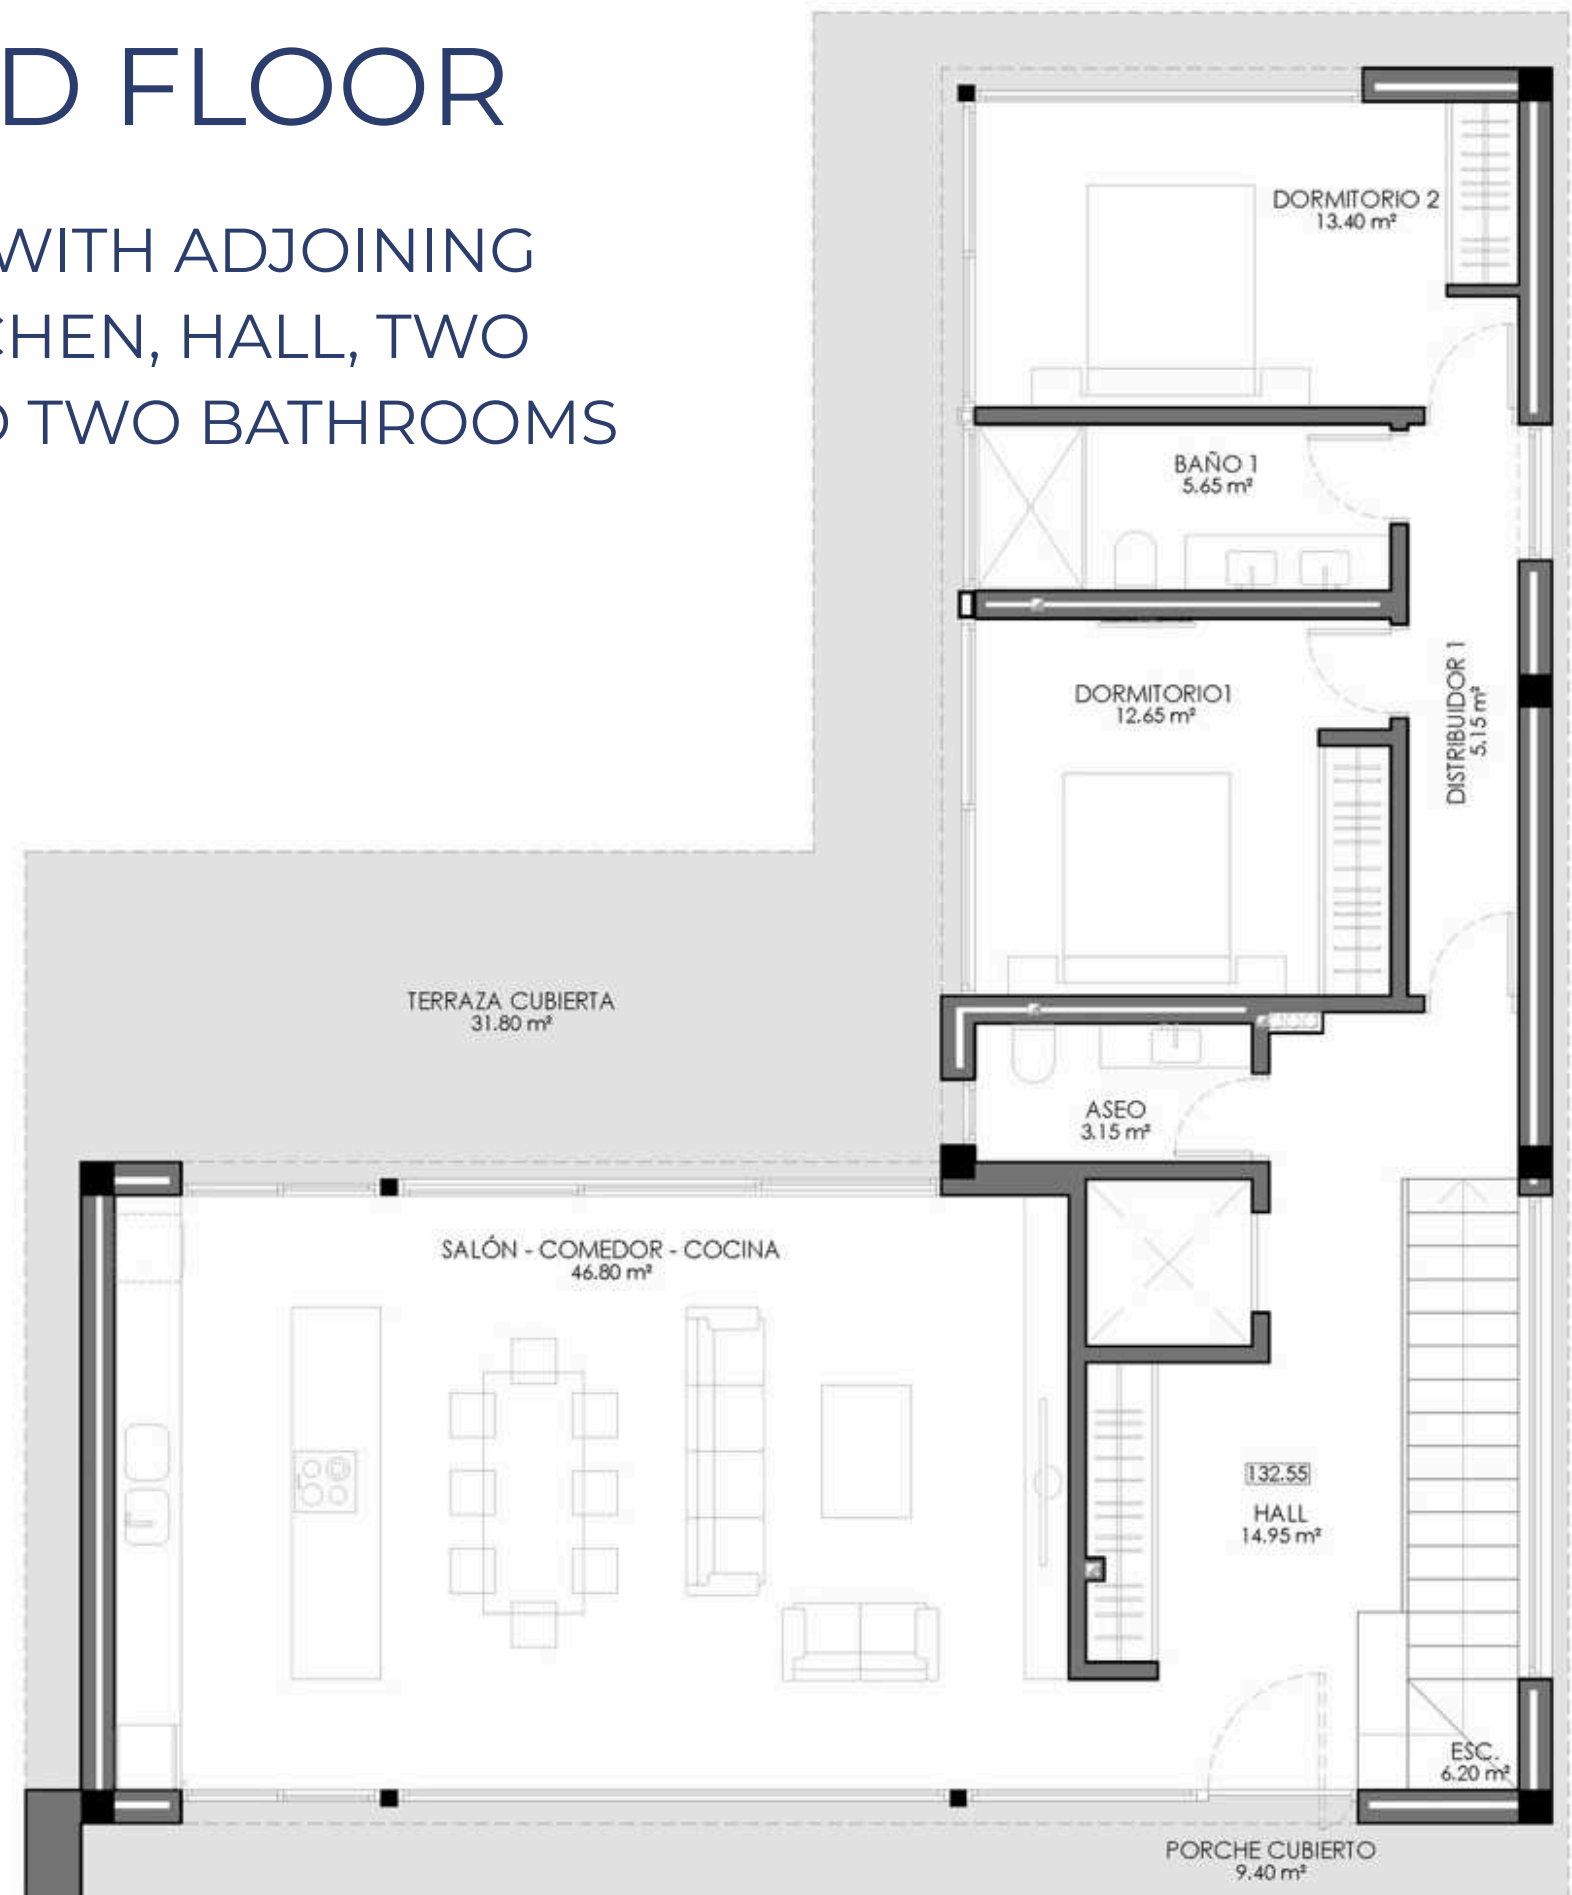 D FLOOR
WITH ADJOINING
CHEN, HALL, TWO
D TWO BATHROOMS
DORMITORIO 2
13.40 m²
BAÑO 1
5.65 m²
DORMITORIO1
12.65 m²
DISTRIBUIDOR 1
5.15 m²
TERRAZA CUBIERTA
31.80 m²
ASEO
3.15 m²
SALÓN - COMEDOR - COCINA
46.80 m²
132.55
HALL
14.95 m²
ESC.
6.20 m²
PORCHE CUBIERTO
9.40 m²